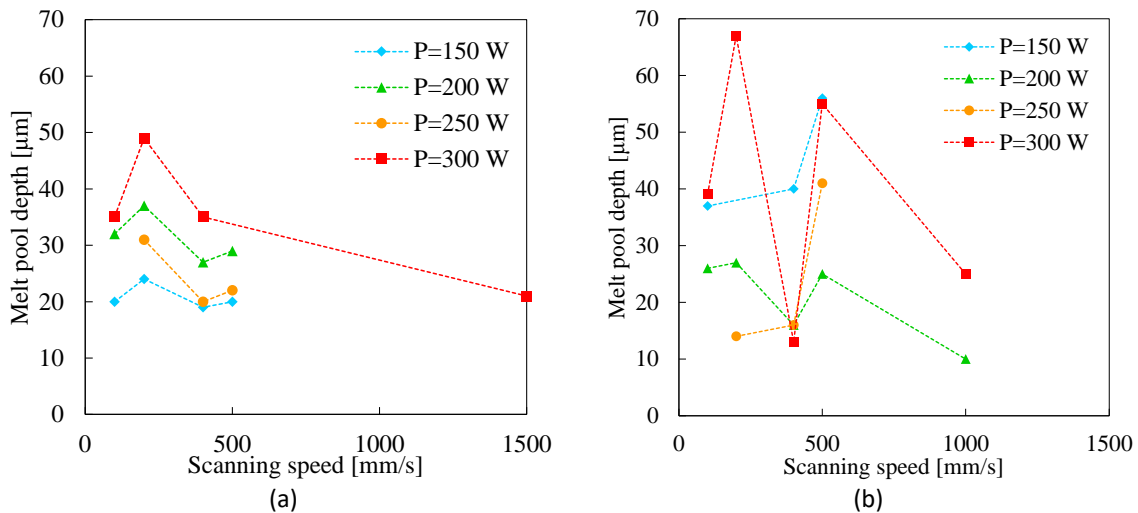 70
60
50
40
30
20
10
0
Melt pool depth [µm]
P=150 W
P=200 W
P=250 W
P=300 W
0 500 1000 1500
Scanning speed [mm/s]
(a)
70
60
50
40
30
20
10
0
Melt pool depth [µm]
P=150 W
P=200 W
P=250 W
P=300 W
0 500 1000 1500
Scanning speed [mm/s]
(b)